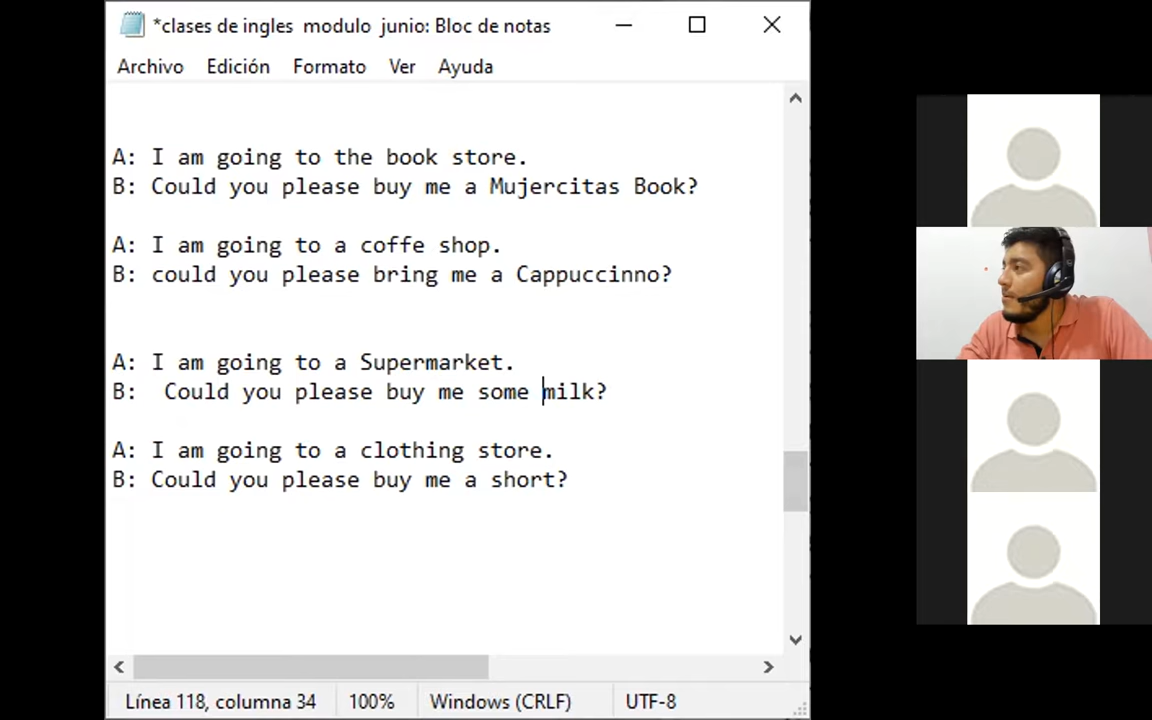 *clases de ingles  modulo  junio: Bloc de notas
Archivo Edición Formato Ver Ayuda
A: I am going to the book store.
B: Could you please buy me a Mujercitas Book?
A: I am going to a coffe shop.
B: could you please bring me a Cappuccinno?
A: I am going to a Supermarket.
B:  Could you please buy me some milk?
A: I am going to a clothing store.
B: Could you please buy me a short?
Línea 118, columna 34 100% Windows (CRLF) UTF-8